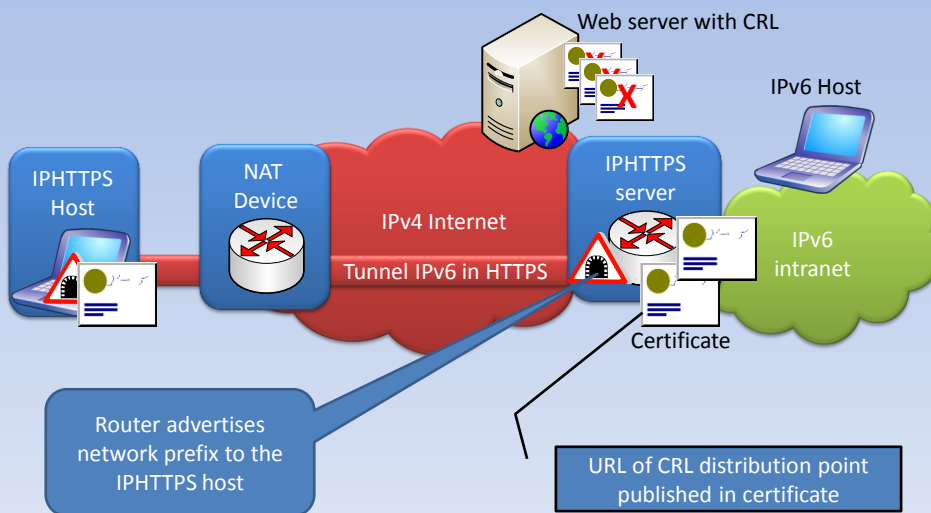 Web server with CRL
IPv6 Host
IPHTTPS
Host
NAT
Device
IPv4 Internet
IPHTTPS
server
IPv6
intranet
Tunnel IPv6 in HTTPS
Certificate
Router advertises
network prefix to the
IPHTTPS host
URL of CRL distribution point
published in certificate